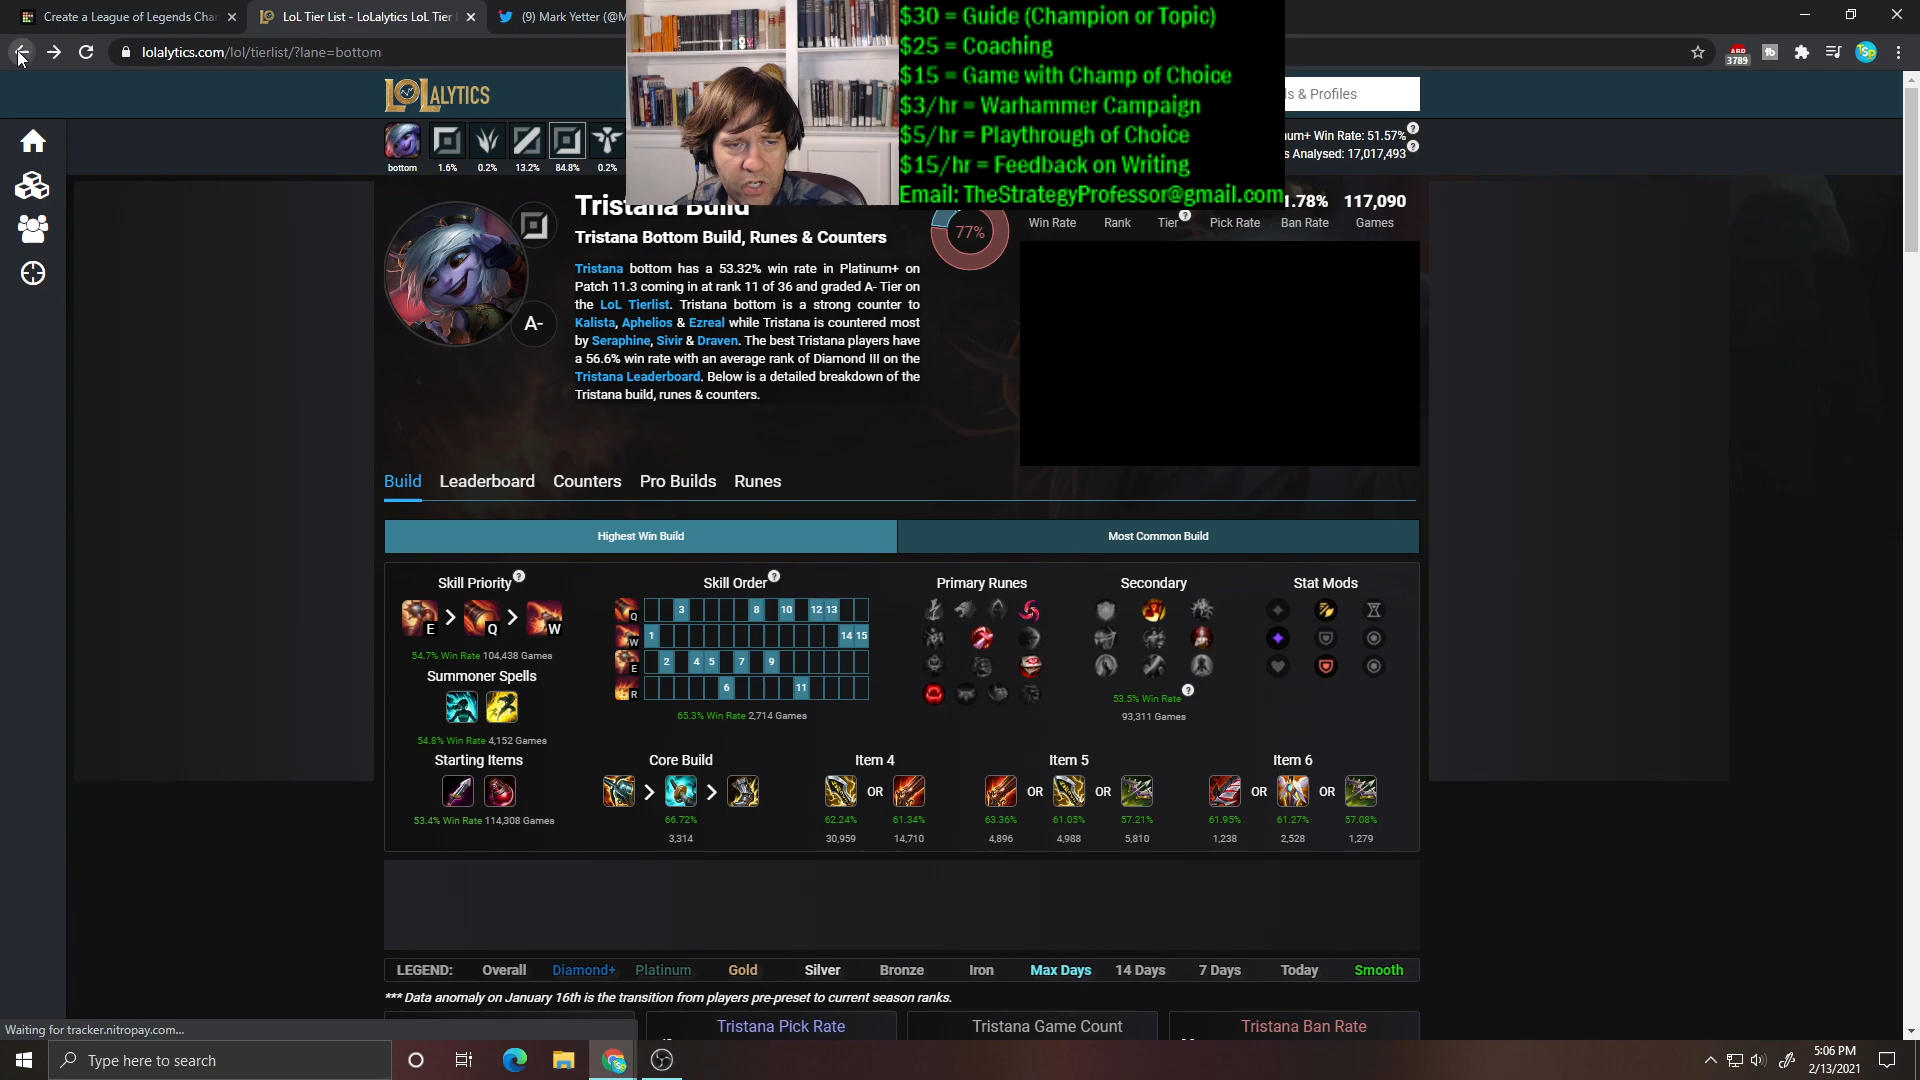 Create a League of Legends Cha
LoL Tier List - LoLalytics LoL Tier
(9) Mark Yetter (@M
lolalytics.com/lol/tierlist/?lane=bottom
3789
$30 = Guide (Champion or Topic)
$25 = Coaching
$15 = Game with Champ of Choice
$3/hr = Warhammer Campaign
$5/hr = Playthrough of Choice
$15/hr = Feedback on Writing
Email: TheStrategyProfessor@gmail.com
LOLALYTICS
s & Profiles
bottom 1.6% 0.2% 13.2% 84.8% 0.2%
um+ Win Rate: 51.57%
s Analysed: 17,017,493
Tristana Build
Tristana Bottom Build, Runes & Counters
Tristana bottom has a 53.32% win rate in Platinum+ on
Patch 11.3 coming in at rank 11 of 36 and graded A- Tier on
the LoL Tierlist. Tristana bottom is a strong counter to
Kalista, Aphelios & Ezreal while Tristana is countered most
by Seraphine, Sivir & Draven. The best Tristana players have
a 56.6% win rate with an average rank of Diamond III on the
Tristana Leaderboard. Below is a detailed breakdown of the
Tristana build, runes & counters.
A-
77%
1.78% 117,090
Win Rate Rank Tier Pick Rate Ban Rate Games
Build Leaderboard Counters Pro Builds Runes
Highest Win Build Most Common Build
Skill Priority Skill Order Primary Runes Secondary Stat Mods
E Q W
54.7% Win Rate 104,438 Games
Q 3 8 10 12 13
W 1 14 15
E 2 4 5 7 9
R 6 11
65.3% Win Rate 2,714 Games
53.5% Win Rate
93,311 Games
Summoner Spells
54.8% Win Rate 4,152 Games
Starting Items Core Build Item 4 Item 5 Item 6
OR OR OR OR OR
53.4% Win Rate 114,308 Games
66.72% 62.24% 61.34% 63.36% 61.05% 57.21% 61.95% 61.27% 57.08%
3,314 30,959 14,710 4,896 4,988 5,810 1,238 2,528 1,279
LEGEND: Overall Diamond+ Platinum Gold Silver Bronze Iron Max Days 14 Days 7 Days Today Smooth
*** Data anomaly on January 16th is the transition from players pre-preset to current season ranks.
Tristana Pick Rate Tristana Game Count Tristana Ban Rate
Waiting for tracker.nitropay.com...
Type here to search
5:06 PM
2/13/2021